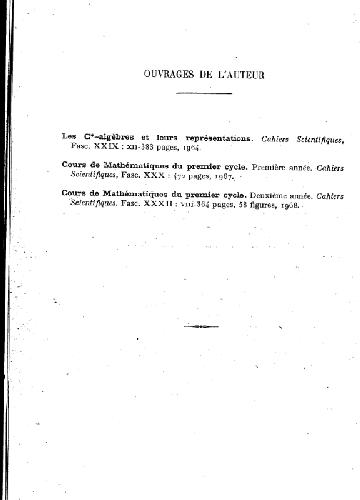 OUVRAGES DE L'AUTEUR
Les C*-algèbres et leurs représentations. Cahiers Scientifiques,
Fasc. XXIX : XII-388 pages, 1964.
Cours de Mathématiques du premier cycle. Première année. Cahiers
Scientifiques, Fasc. XXX : 472 pages, 1967.
Cours de Mathématiques du premier cycle. Deuxième année. Cahiers
Scientifiques. Fasc. XXXII : VIII-364 pages, 58 figures, 1968.